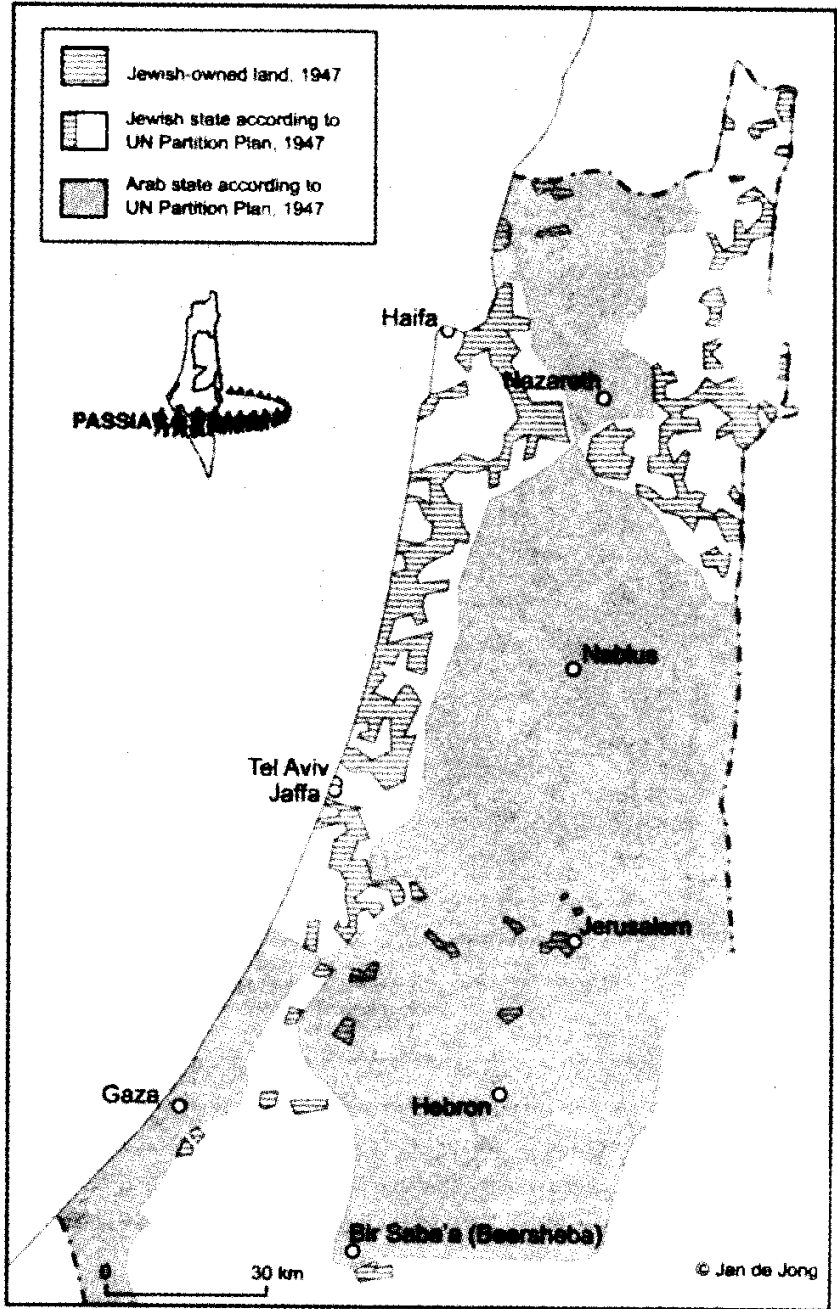 Jewish-owned land, 1947
Jewish state according to
UN Partition Plan, 1947
Arab state according to
UN Partition Plan, 1947
Haifa
Nazareth
PASSIA
Nablus
Tel Aviv
Jaffa
Jerusalem
Gaza
Hebron
Bir Saba'a (Beersheba)
0 30 km
© Jan de Jong